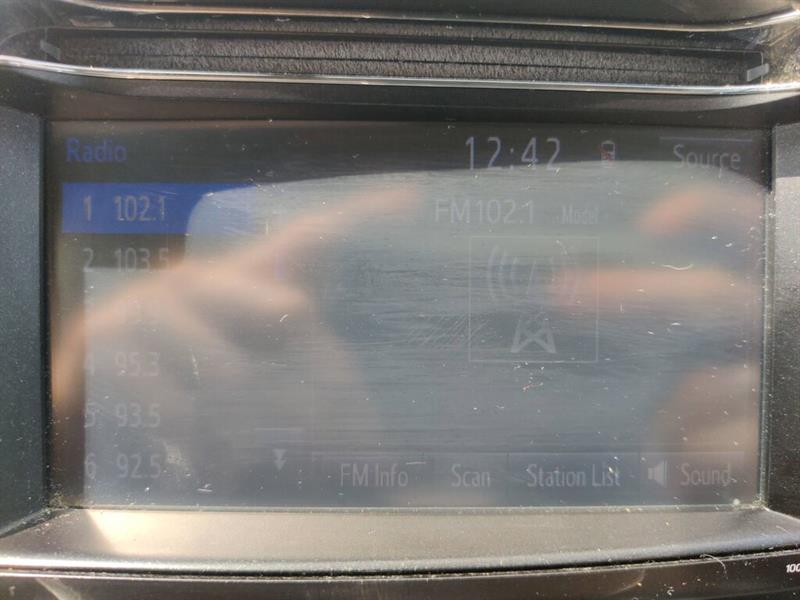 Radio
12:42
Source
1 102.1
FM 102.1
2 103.5
4 95.3
5 93.5
6 92.5
FM Info
Scan
Station List
Sound
100